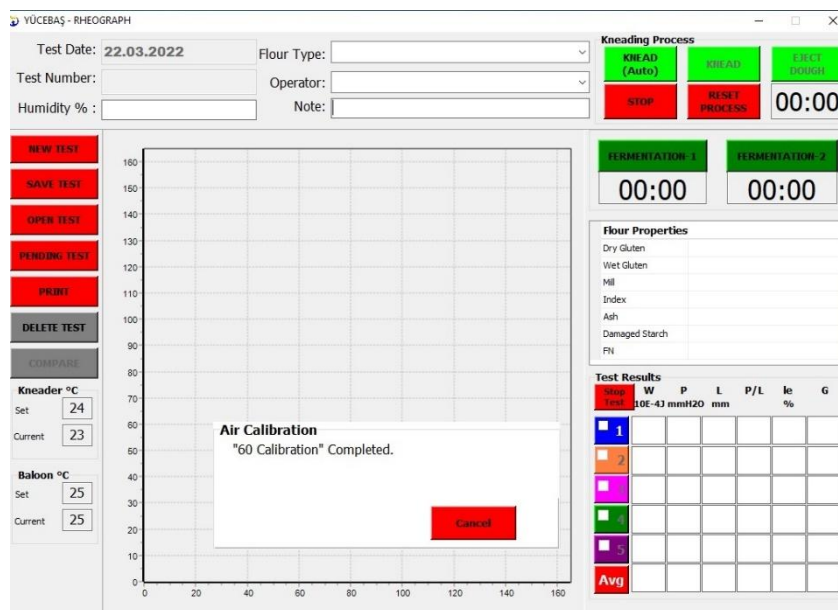 YÜCEBAŞ - RHEOGRAPH
Test Date: 22.03.2022
Flour Type:
Test Number:
Operator:
Humidity % :
Note:
Kneading Process
KNEAD (Auto)
KNEAD
EJECT DOUGH
STOP
RESET PROCESS
00:00
NEW TEST
SAVE TEST
OPEN TEST
PENDING TEST
PRINT
DELETE TEST
COMPARE
Kneader ºC
Set 24
Current 23
Baloon ºC
Set 25
Current 25
160
150
140
130
120
110
100
90
80
70
60
50
40
30
20
10
0
0 20 40 60 80 100 120 140 160
Air Calibration
"60 Calibration" Completed.
Cancel
FERMENTATION-1
FERMENTATION-2
00:00
00:00
Flour Properties
Dry Gluten
Wet Gluten
Mill
Index
Ash
Damaged Starch
FN
Test Results
Stop Test
W P L P/L Ie G
10E-4J mmH2O mm %
1
2
3
4
5
Avg